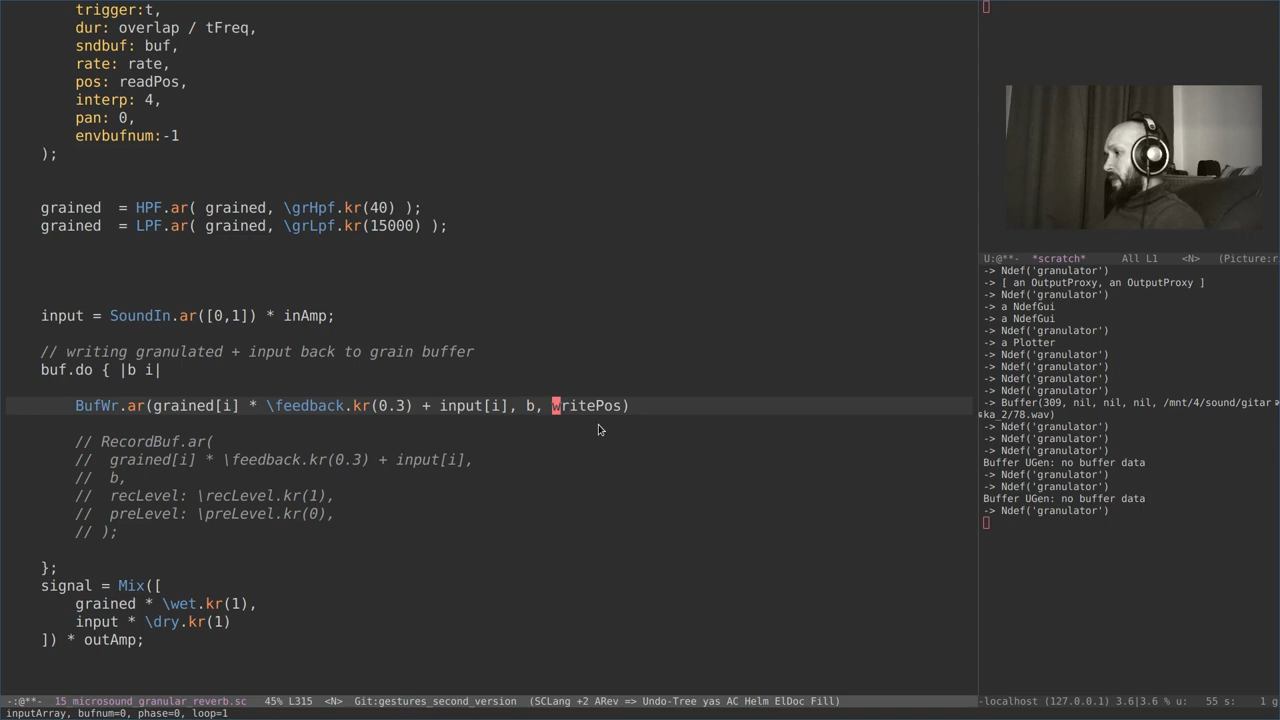 trigger:t,
dur: overlap / tFreq,
sndbuf: buf,
rate: rate,
pos: readPos,
interp: 4,
pan: 0,
envbufnum:-1
);
grained  = HPF.ar( grained, \grHpf.kr(40) );
grained  = LPF.ar( grained, \grLpf.kr(15000) );
input = SoundIn.ar([0,1]) * inAmp;
// writing granulated + input back to grain buffer
buf.do { |b i|
BufWr.ar(grained[i] * \feedback.kr(0.3) + input[i], b, writePos)
// RecordBuf.ar(
//  grained[i] * \feedback.kr(0.3) + input[i],
//  b,
//  recLevel: \recLevel.kr(1),
//  preLevel: \preLevel.kr(0),
// );
};
signal = Mix([
grained * \wet.kr(1),
input * \dry.kr(1)
]) * outAmp;
-:@**-  15_microsound_granular_reverb.sc   45% L315  <N>  Git:gestures_second_version  (SCLang +2 ARev => Undo-Tree yas AC Helm ElDoc Fill)
inputArray, bufnum=0, phase=0, loop=1
U:@**-  *scratch*      All L1   <N>   (Picture:r
-> Ndef('granulator')
-> [ an OutputProxy, an OutputProxy ]
-> Ndef('granulator')
-> a NdefGui
-> a NdefGui
-> Ndef('granulator')
-> a Plotter
-> Ndef('granulator')
-> Ndef('granulator')
-> Ndef('granulator')
-> Ndef('granulator')
-> Buffer(309, nil, nil, nil, /mnt/4/sound/gitar
ka_2/78.wav)
-> Ndef('granulator')
-> Ndef('granulator')
-> Ndef('granulator')
Buffer UGen: no buffer data
-> Ndef('granulator')
-> Ndef('granulator')
Buffer UGen: no buffer data
-> Ndef('granulator')
-localhost (127.0.0.1) 3.6|3.6 % u:   55 s:    1 g